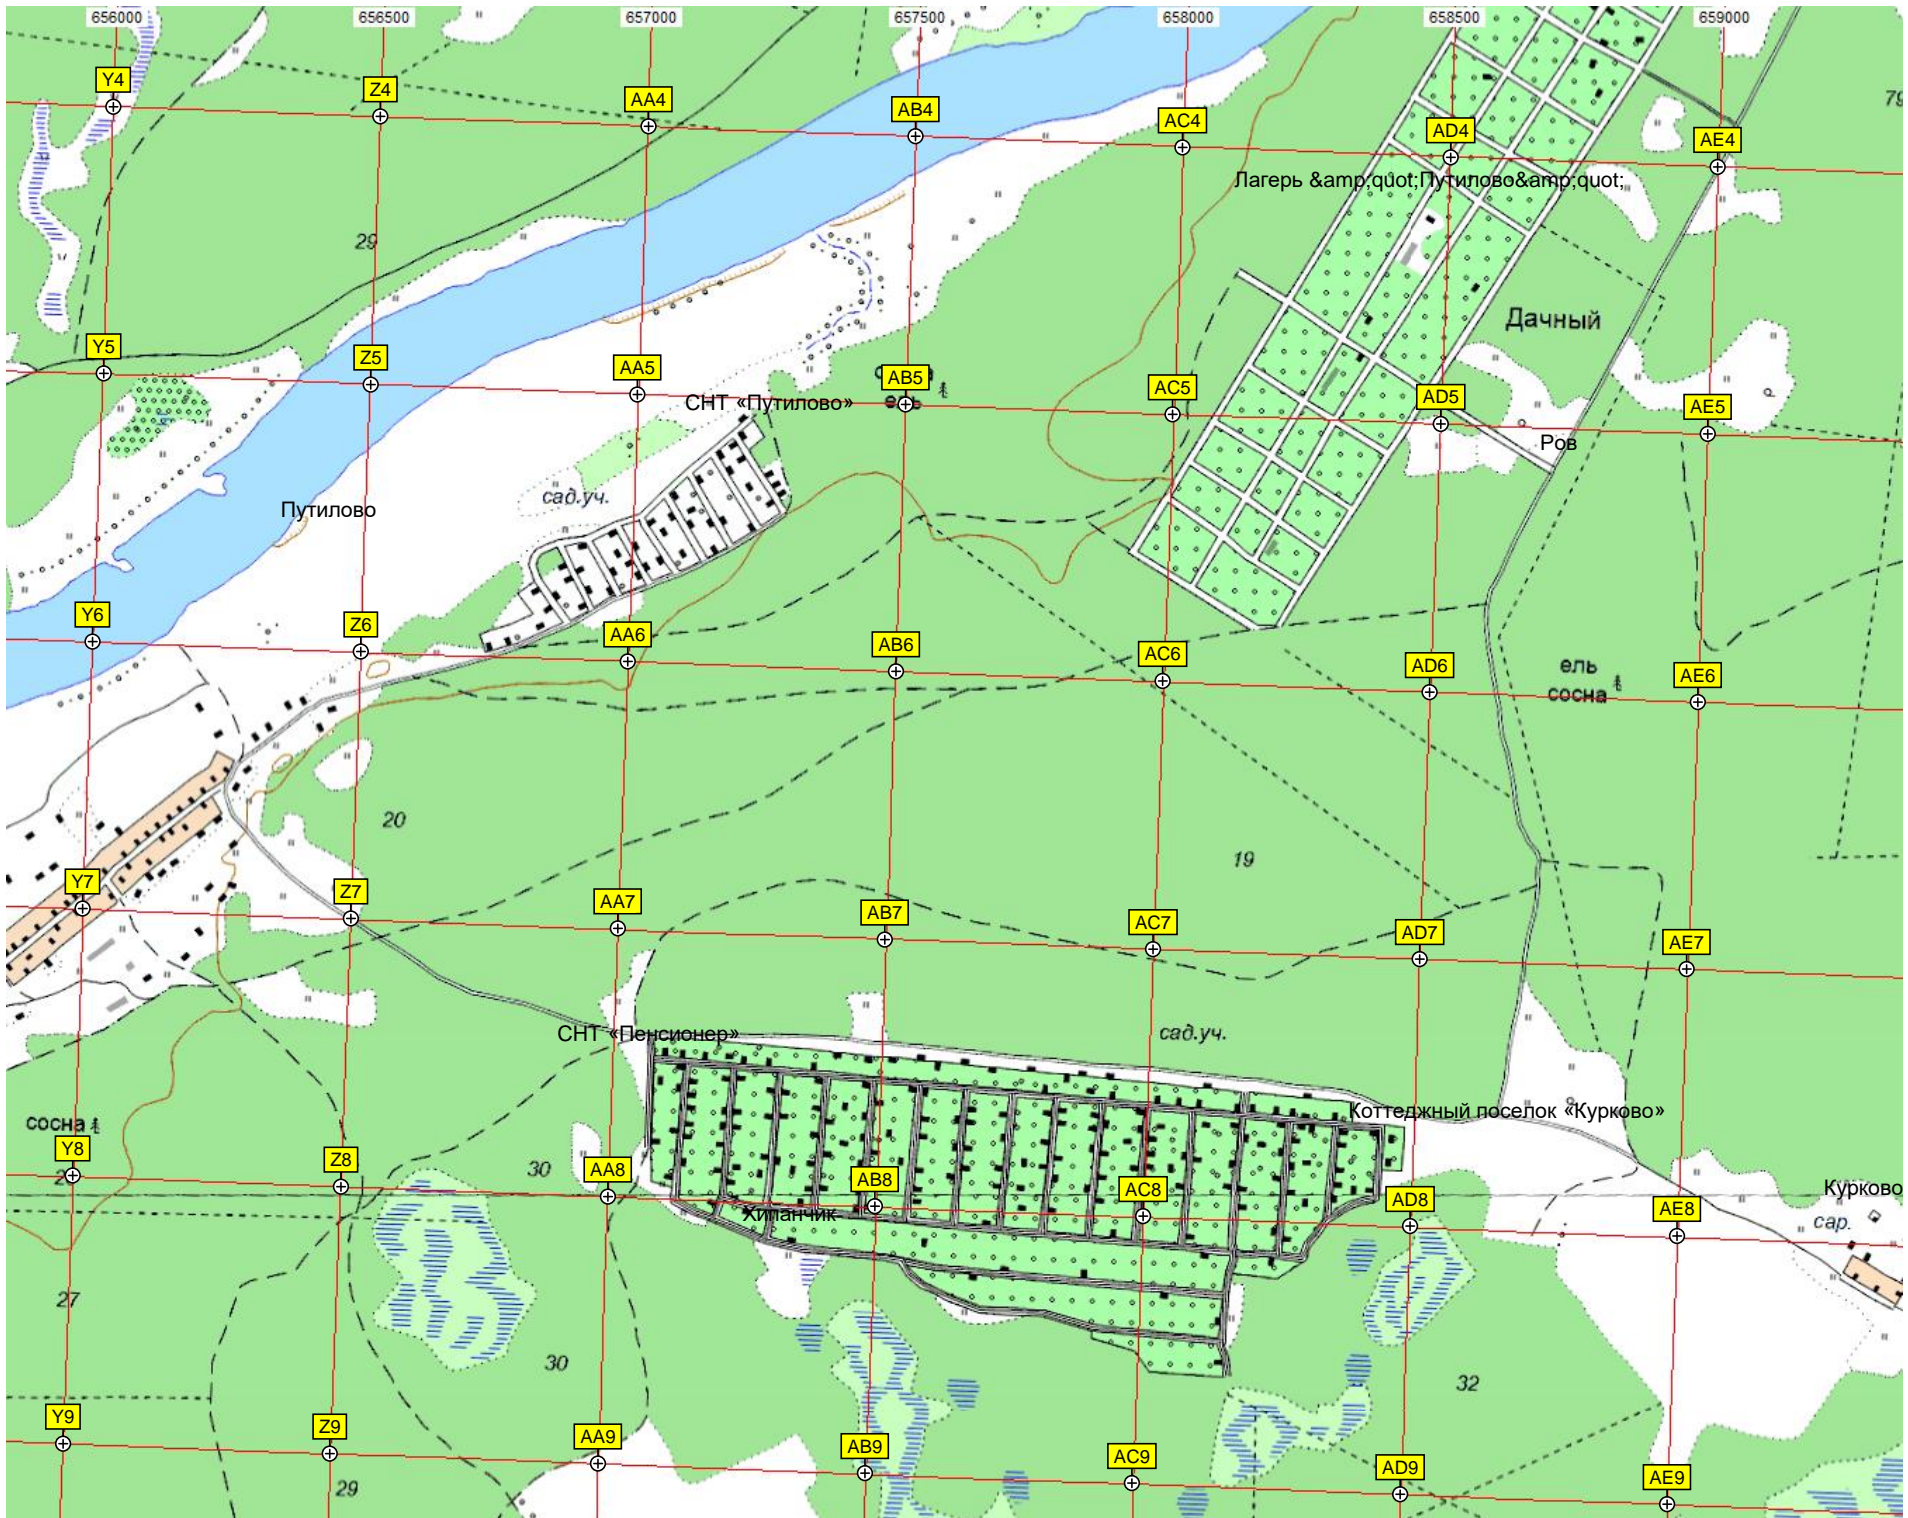 656000 656500 657000 657500 658000 658500 659000
Y4 Z4 AA4 AB4 AC4 AD4 AE4
79
Лагерь &amp;quot;Путилово&amp;quot;
29
Дачный
Y5 Z5 AA5 AB5 AC5 AD5 AE5
СНТ «Путилово»
ель
Ров
сад.уч.
Путилово
Y6 Z6 AA6 AB6 AC6 AD6 AE6
ель
сосна
20
19
Y7 Z7 AA7 AB7 AC7 AD7 AE7
СНТ «Пенсионер»
сад.уч.
Коттеджный поселок «Курково»
сосна
Y8 Z8 AA8 AB8 AC8 AD8 AE8
30
Курково
Хипанчик
сар.
27
30
32
Y9 Z9 AA9 AB9 AC9 AD9 AE9
29